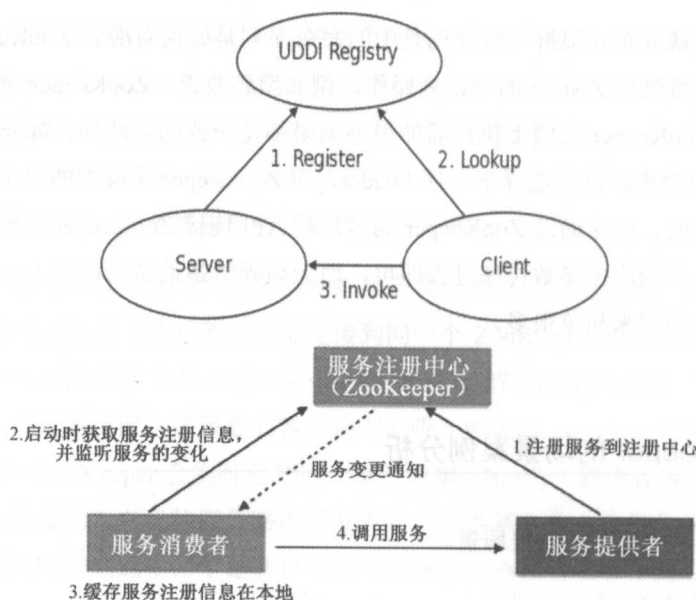 UDDI Registry
1. Register
2. Lookup
Server
Client
3. Invoke
服务注册中心
(ZooKeeper)
2.启动时获取服务注册信息,
并监听服务的变化
1.注册服务到注册中心
服务变更通知
服务消费者
4.调用服务
服务提供者
3.缓存服务注册信息在本地